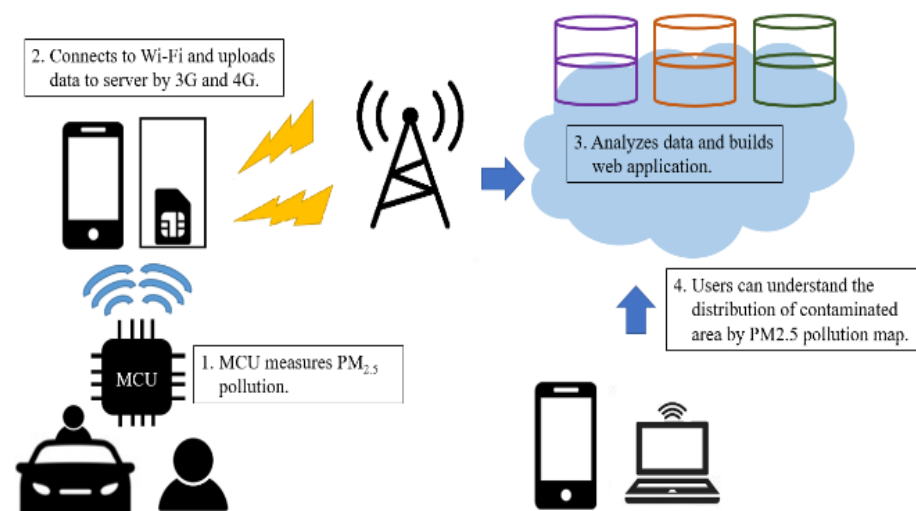 2. Connects to Wi-Fi and uploads
data to server by 3G and 4G.
3. Analyzes data and builds
web application.
4. Users can understand the
distribution of contaminated
area by PM2.5 pollution map.
1. MCU measures PM₂.₅
pollution.
MCU